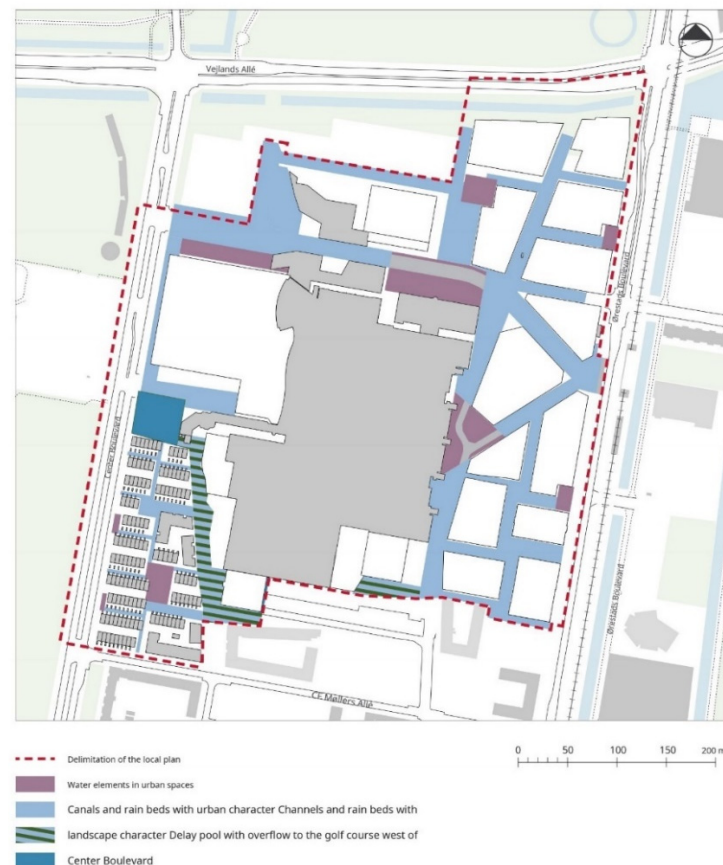 Vejlands Allé
Ørestads Boulevard
Center Boulevard
Ørestads Boulevard
C.F. Møllers Allé
Delimitation of the local plan
0 50 100 150 200 m
Water elements in urban spaces
Canals and rain beds with urban character Channels and rain beds with
landscape character Delay pool with overflow to the golf course west of
Center Boulevard